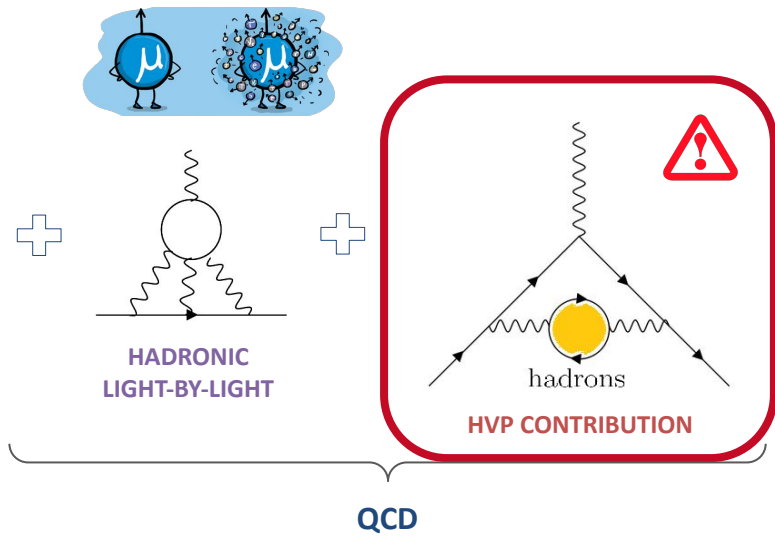 μ
μ
HADRONIC
LIGHT-BY-LIGHT
hadrons
HVP CONTRIBUTION
QCD